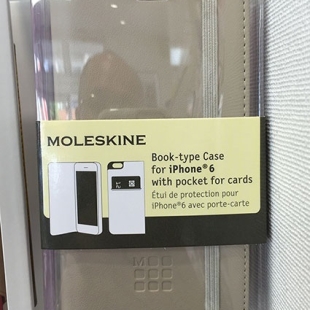 MOLESKINE
Book-type Case
for iPhone® 6
with pocket for cards
Étui de protection pour
iPhone®6 avec porte-carte
M